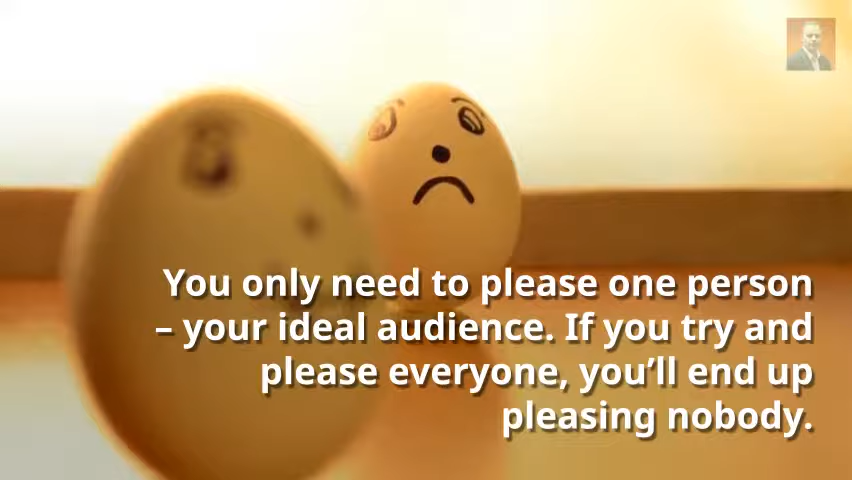 You only need to please one person
– your ideal audience. If you try and
please everyone, you’ll end up
pleasing nobody.